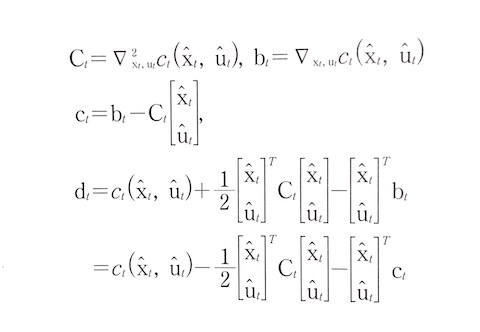 C_t = ∇²_{x_t, u_t} c_t(x̂_t, û_t), b_t = ∇_{x_t, u_t} c_t(x̂_t, û_t)
c_t = b_t − C_t [x̂_t û_t],
d_t = c_t(x̂_t, û_t) + 1/2 [x̂_t û_t]^T C_t [x̂_t û_t] − [x̂_t û_t]^T b_t
= c_t(x̂_t, û_t) − 1/2 [x̂_t û_t]^T C_t [x̂_t û_t] − [x̂_t û_t]^T c_t